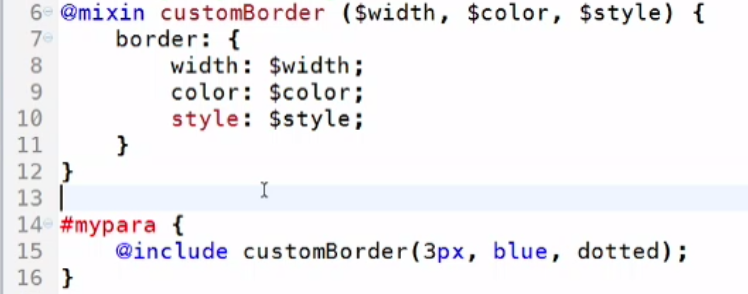 6 @mixin customBorder ($width, $color, $style) {
7     border: {
8         width: $width;
9         color: $color;
10         style: $style;
11     }
12 }
13
14 #mypara {
15     @include customBorder(3px, blue, dotted);
16 }